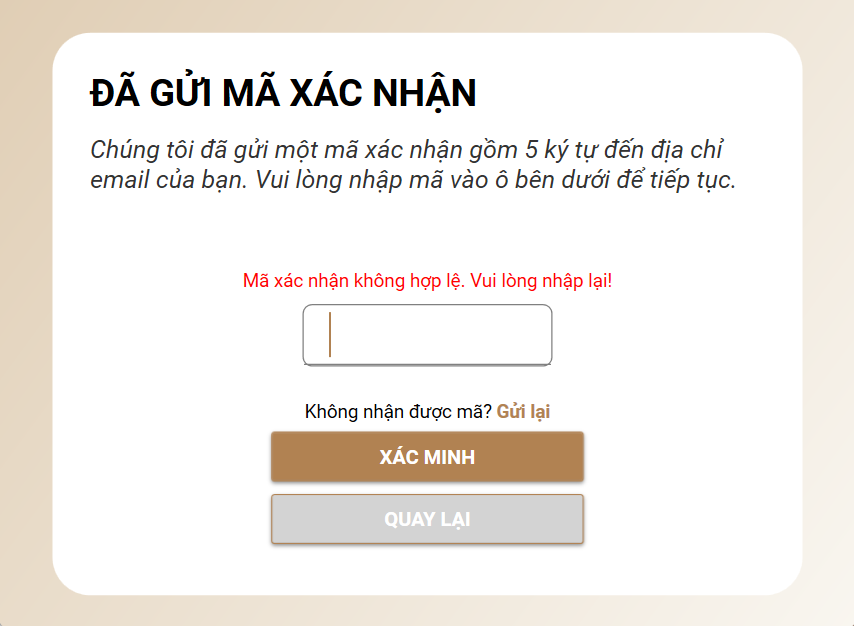 ĐÃ GỬI MÃ XÁC NHẬN
Chúng tôi đã gửi một mã xác nhận gồm 5 ký tự đến địa chỉ
email của bạn. Vui lòng nhập mã vào ô bên dưới để tiếp tục.
Mã xác nhận không hợp lệ. Vui lòng nhập lại!
Không nhận được mã? Gửi lại
XÁC MINH
QUAY LẠI